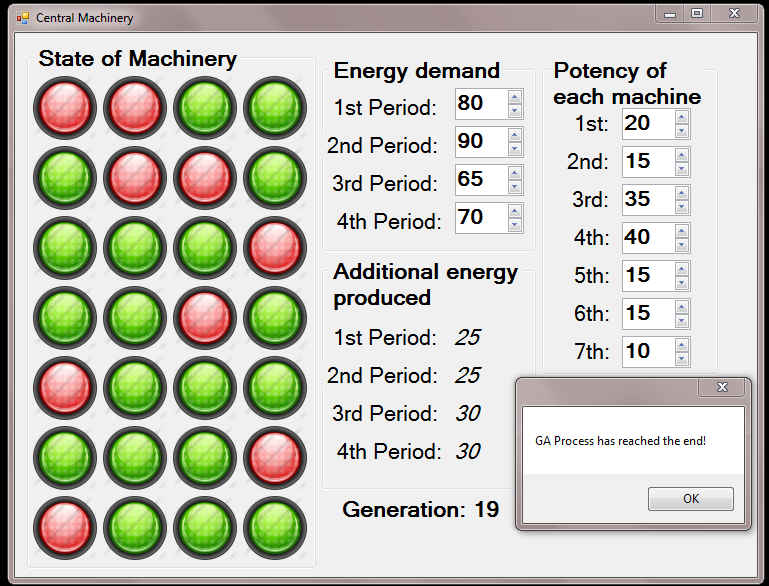 Central Machinery
State of Machinery
Energy demand
1st Period: 80
2nd Period: 90
3rd Period: 65
4th Period: 70
Additional energy
produced
1st Period: 25
2nd Period: 25
3rd Period: 30
4th Period: 30
Generation: 19
Potency of
each machine
1st: 20
2nd: 15
3rd: 35
4th: 40
5th: 15
6th: 15
7th: 10
GA Process has reached the end!
OK